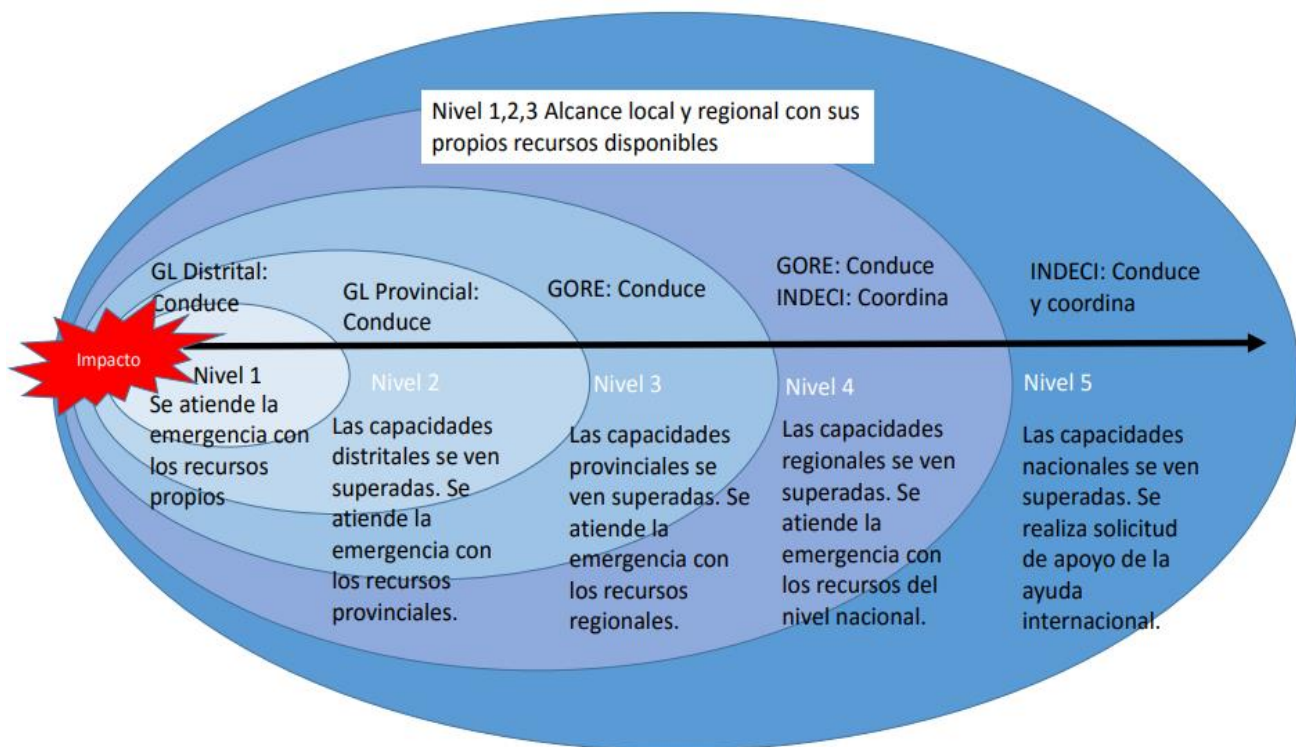 Nivel 1,2,3 Alcance local y regional con sus
propios recursos disponibles
GL Distrital:
Conduce
GL Provincial:
Conduce
GORE: Conduce
GORE: Conduce
INDECI: Coordina
INDECI: Conduce
y coordina
Impacto
Nivel 1
Se atiende la
emergencia con
los recursos
propios
Nivel 2
Las capacidades
distritales se ven
superadas. Se
atiende la
emergencia con
los recursos
provinciales.
Nivel 3
Las capacidades
provinciales se
ven superadas. Se
atiende la
emergencia con
los recursos
regionales.
Nivel 4
Las capacidades
regionales se ven
superadas. Se
atiende la
emergencia con
los recursos del
nivel nacional.
Nivel 5
Las capacidades
nacionales se ven
superadas. Se
realiza solicitud
de apoyo de la
ayuda
internacional.